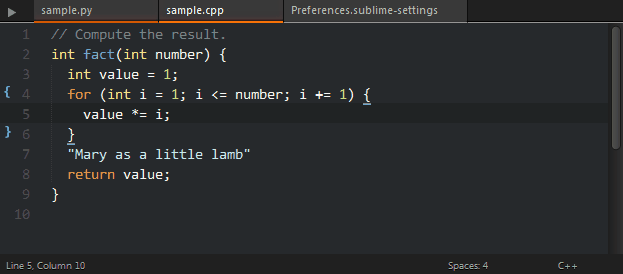 sample.py sample.cpp Preferences.sublime-settings
1 // Compute the result.
2 int fact(int number) {
3 int value = 1;
{ 4 for (int i = 1; i <= number; i += 1) {
5 value *= i;
} 6 }
7 "Mary as a little lamb"
8 return value;
9 }
10
Line 5, Column 10 Spaces: 4 C++